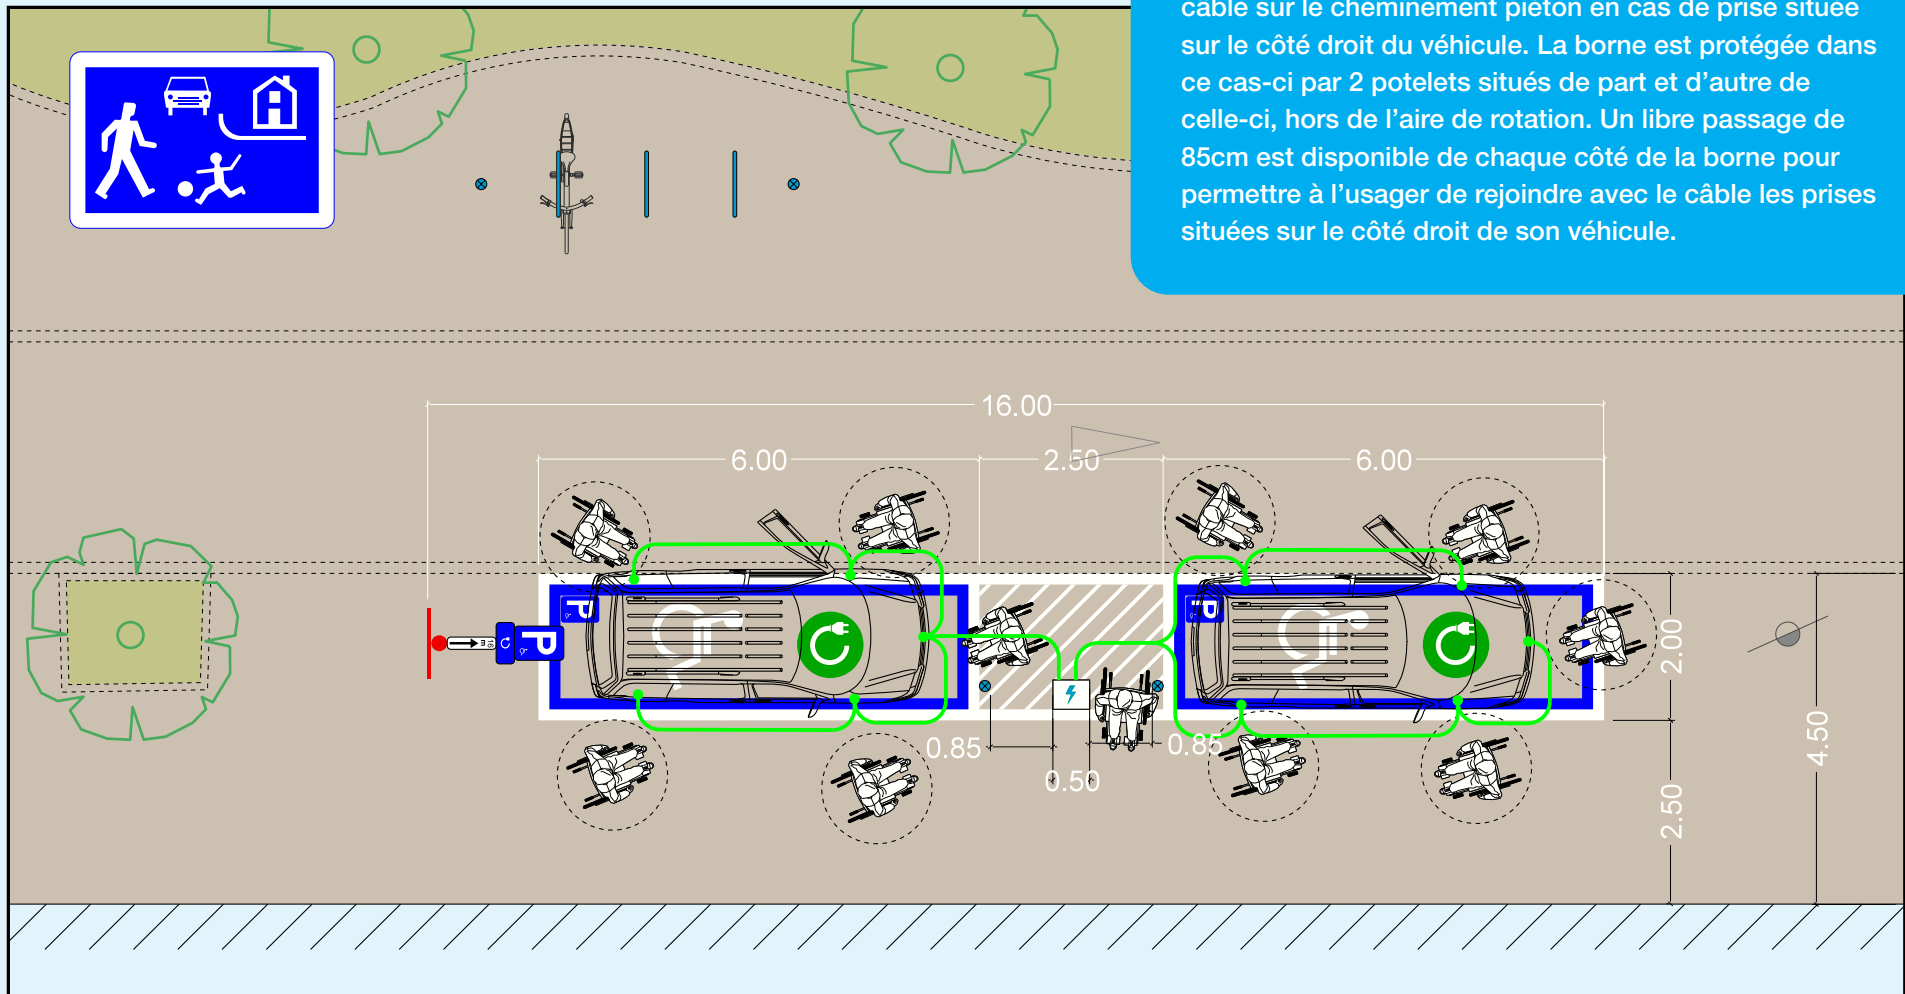 câble sur le cheminement piéton en cas de prise située
sur le côté droit du véhicule. La borne est protégée dans
ce cas-ci par 2 potelets situés de part et d'autre de
celle-ci, hors de l'aire de rotation. Un libre passage de
85cm est disponible de chaque côté de la borne pour
permettre à l'usager de rejoindre avec le câble les prises
situées sur le côté droit de son véhicule.
16.00
6.00
2.50
6.00
P
P
P
16 m
2.00
4.50
0.85
0.85
0.50
2.50